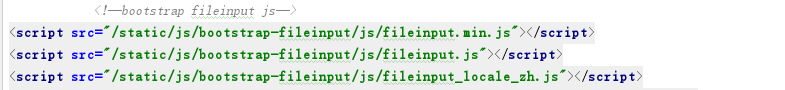 <!--bootstrap fileinput js-->
<script src="/static/js/bootstrap-fileinput/js/fileinput.min.js"></script>
<script src="/static/js/bootstrap-fileinput/js/fileinput.js"></script>
<script src="/static/js/bootstrap-fileinput/js/fileinput_locale_zh.js"></script>